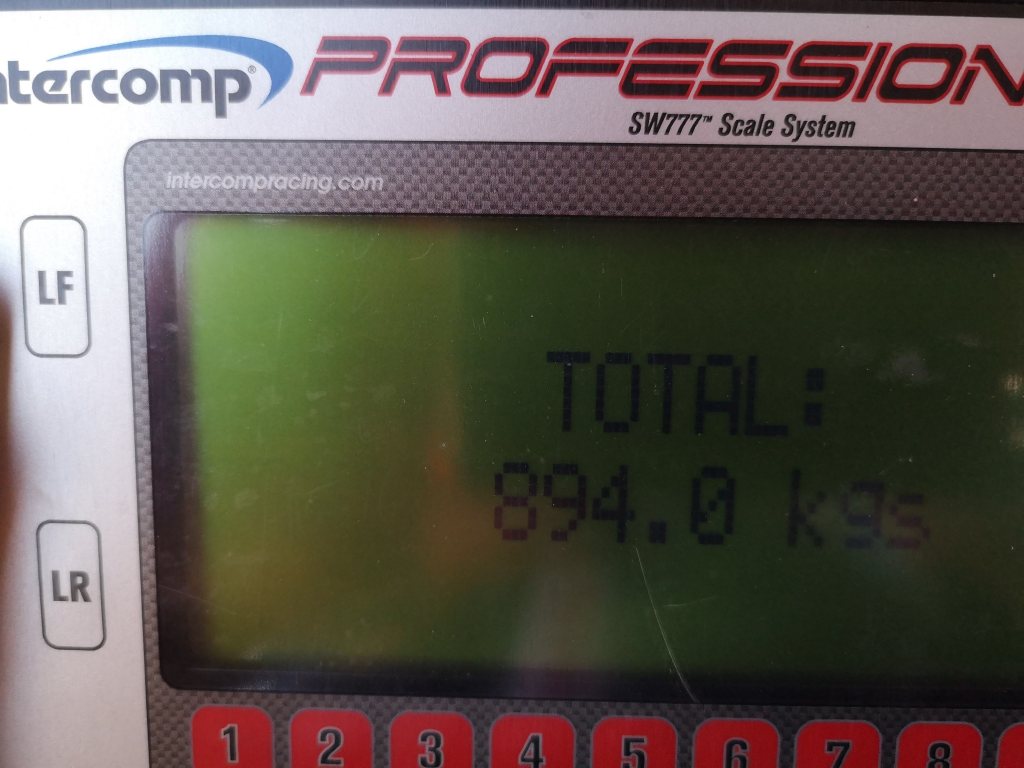 intercomp® PROFESSION
SW777™ Scale System
intercompracing.com
LF
TOTAL:
894.0 kgs
LR
1 2 3 4 5 6 7 8